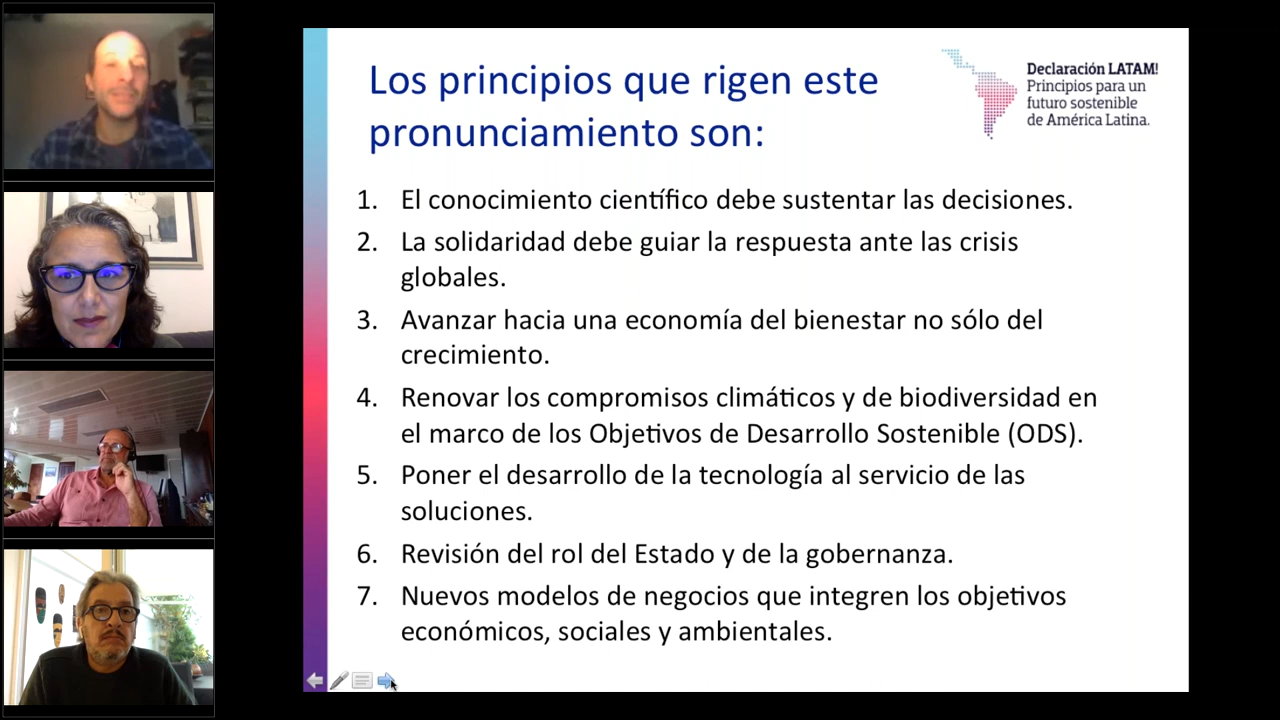 Los principios que rigen este
pronunciamiento son:
Declaración LATAM!
Principios para un
futuro sostenible
de América Latina.
1. El conocimiento científico debe sustentar las decisiones.
2. La solidaridad debe guiar la respuesta ante las crisis
globales.
3. Avanzar hacia una economía del bienestar no sólo del
crecimiento.
4. Renovar los compromisos climáticos y de biodiversidad en
el marco de los Objetivos de Desarrollo Sostenible (ODS).
5. Poner el desarrollo de la tecnología al servicio de las
soluciones.
6. Revisión del rol del Estado y de la gobernanza.
7. Nuevos modelos de negocios que integren los objetivos
económicos, sociales y ambientales.